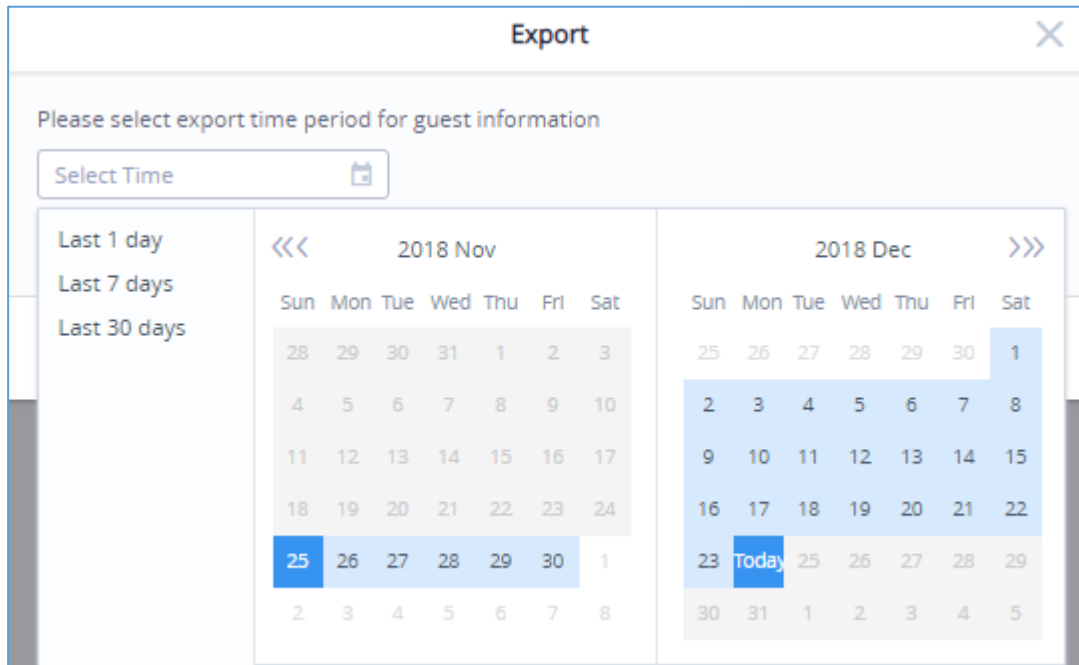 Export
Please select export time period for guest information
Select Time
Last 1 day
Last 7 days
Last 30 days
2018 Nov
Sun Mon Tue Wed Thu Fri Sat
28 29 30 31 1 2 3
4 5 6 7 8 9 10
11 12 13 14 15 16 17
18 19 20 21 22 23 24
25 26 27 28 29 30 1
2 3 4 5 6 7 8
2018 Dec
Sun Mon Tue Wed Thu Fri Sat
25 26 27 28 29 30 1
2 3 4 5 6 7 8
9 10 11 12 13 14 15
16 17 18 19 20 21 22
23 Today 25 26 27 28 29
30 31 1 2 3 4 5